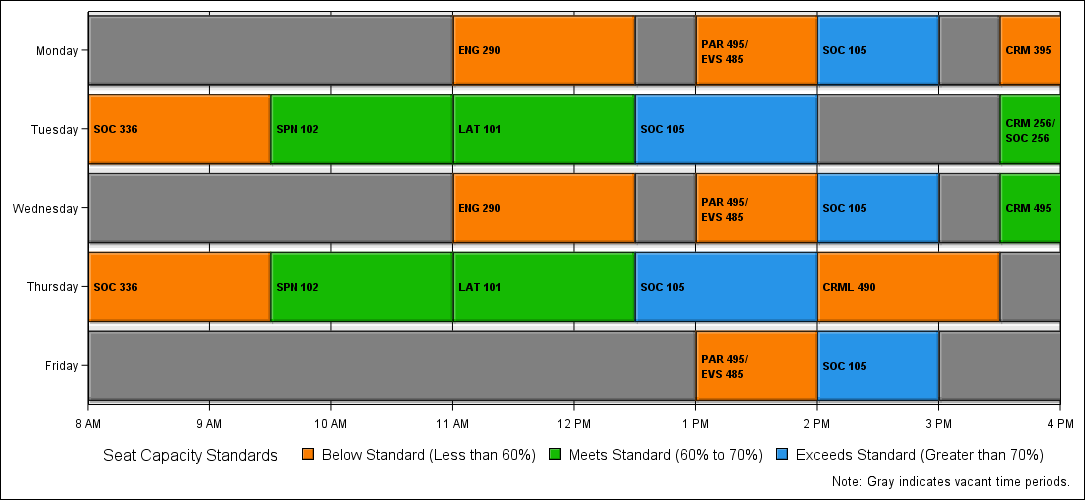 Monday
ENG 290
PAR 495/
EVS 485
SOC 105
CRM 395
Tuesday
SOC 336
SPN 102
LAT 101
SOC 105
CRM 256/
SOC 256
Wednesday
ENG 290
PAR 495/
EVS 485
SOC 105
CRM 495
Thursday
SOC 336
SPN 102
LAT 101
SOC 105
CRML 490
Friday
PAR 495/
EVS 485
SOC 105
8 AM 9 AM 10 AM 11 AM 12 PM 1 PM 2 PM 3 PM 4 PM
Seat Capacity Standards Below Standard (Less than 60%) Meets Standard (60% to 70%) Exceeds Standard (Greater than 70%)
Note: Gray indicates vacant time periods.